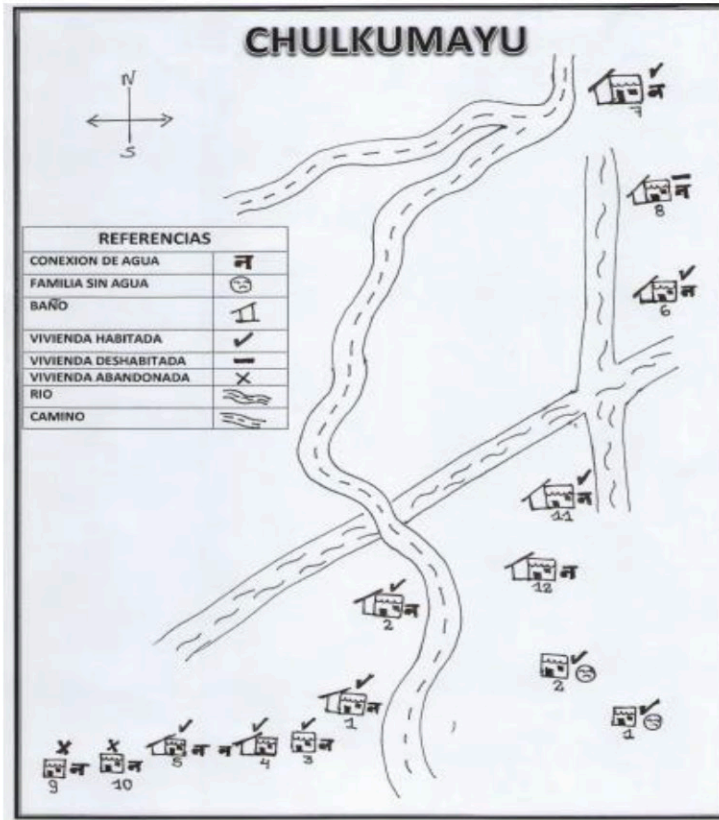 CHULKUMAYU
N
S
REFERENCIAS
CONEXION DE AGUA
FAMILIA SIN AGUA
BAÑO
VIVIENDA HABITADA
VIVIENDA DESHABITADA
VIVIENDA ABANDONADA
RIO
CAMINO
7
8
6
11
12
2
2
1
1
5
4
3
9
10